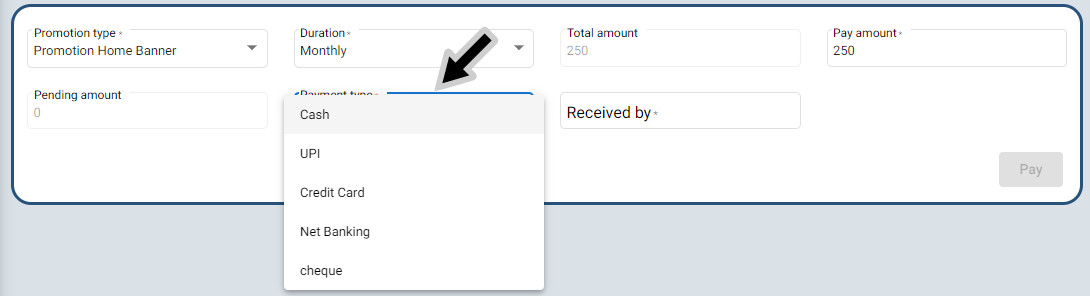 Promotion type *
Promotion Home Banner
Duration *
Monthly
Total amount
250
Pay amount *
250
Pending amount
0
Payment type *
Cash
UPI
Credit Card
Net Banking
cheque
Received by *
Pay